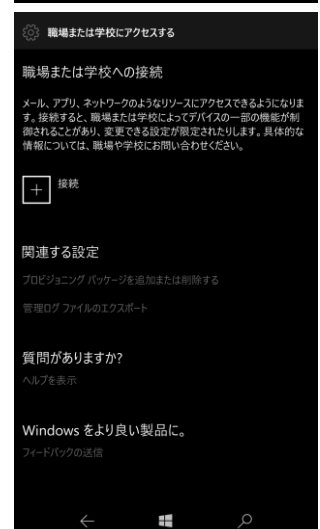 職場または学校にアクセスする
職場または学校への接続
メール、アプリ、ネットワークのようなリソースにアクセスできるようになりま
す。接続すると、職場または学校によってデバイスの一部の機能が制
御されることがあり、変更できる設定が限定されたりします。具体的な
情報については、職場や学校にお問い合わせください。
接続
関連する設定
プロビジョニング パッケージを追加または削除する
管理ログ ファイルのエクスポート
質問がありますか?
ヘルプを表示
Windows をより良い製品に。
フィードバックの送信